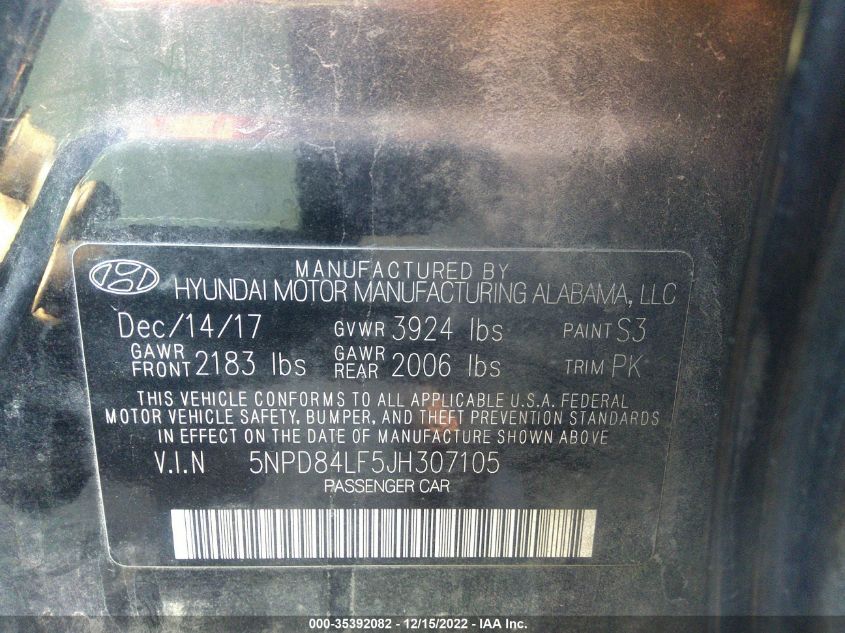 MANUFACTURED BY
HYUNDAI MOTOR MANUFACTURING ALABAMA, LLC
Dec/14/17 GVWR 3924 lbs PAINT S3
GAWR FRONT 2183 lbs GAWR REAR 2006 lbs TRIM PK
THIS VEHICLE CONFORMS TO ALL APPLICABLE U.S.A. FEDERAL
MOTOR VEHICLE SAFETY, BUMPER, AND THEFT PREVENTION STANDARDS
IN EFFECT ON THE DATE OF MANUFACTURE SHOWN ABOVE
V.I.N 5NPD84LF5JH307105
PASSENGER CAR
000-35392082 - 12/15/2022 - IAA Inc.